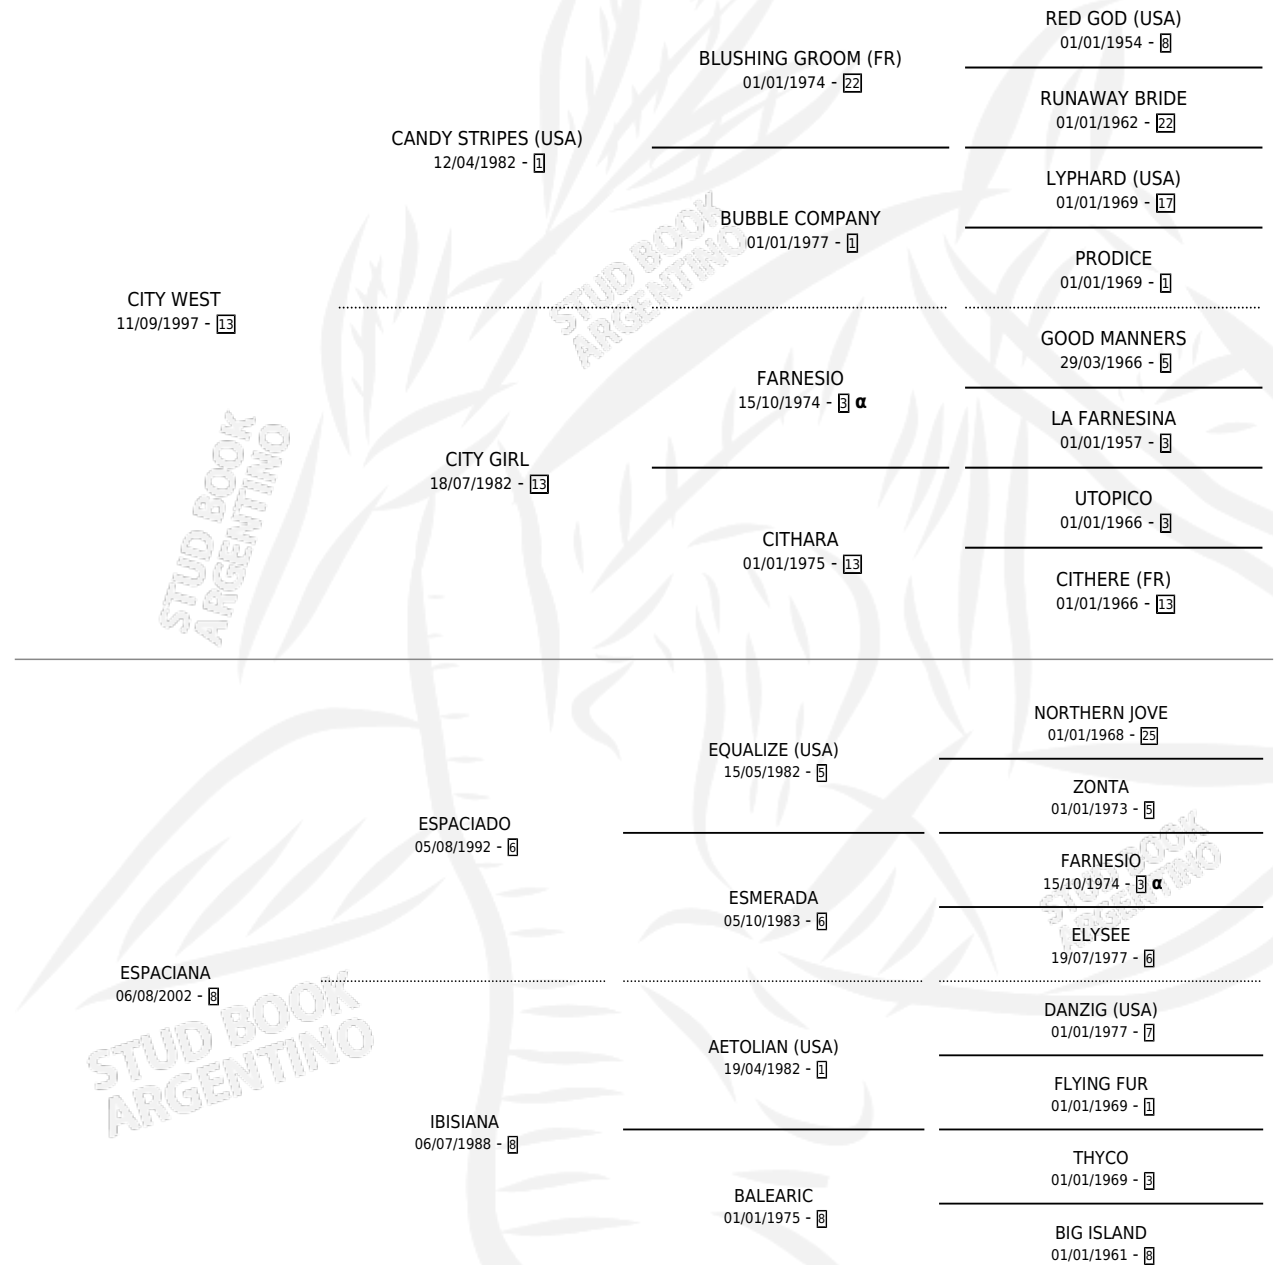 RED GOD (USA)
01/01/1954 - 8
BLUSHING GROOM (FR)
01/01/1974 - 22
RUNAWAY BRIDE
01/01/1962 - 22
CANDY STRIPES (USA)
12/04/1982 - 1
LYPHARD (USA)
01/01/1969 - 17
BUBBLE COMPANY
01/01/1977 - 1
PRODICE
01/01/1969 - 1
STUD BOOK
ARGENTINO
CITY WEST
11/09/1997 - 13
GOOD MANNERS
29/03/1966 - 5
FARNESIO
15/10/1974 - 3 α
LA FARNESINA
01/01/1957 - 3
CITY GIRL
18/07/1982 - 13
UTOPICO
01/01/1966 - 3
CITHARA
01/01/1975 - 13
CITHERE (FR)
01/01/1966 - 13
STUD BOOK
ARGENTINO
NORTHERN JOVE
01/01/1968 - 25
EQUALIZE (USA)
15/05/1982 - 5
ZONTA
01/01/1973 - 5
ESPACIADO
05/08/1992 - 6
FARNESIO
15/10/1974 - 3 α
ESMERADA
05/10/1983 - 6
ELYSEE
19/07/1977 - 6
STUD BOOK
ARGENTINO
ESPACIANA
06/08/2002 - 8
DANZIG (USA)
01/01/1977 - 7
AETOLIAN (USA)
19/04/1982 - 1
FLYING FUR
01/01/1969 - 1
STUD BOOK
ARGENTINO
IBISIANA
06/07/1988 - 8
THYCO
01/01/1969 - 3
BALEARIC
01/01/1975 - 8
BIG ISLAND
01/01/1961 - 8